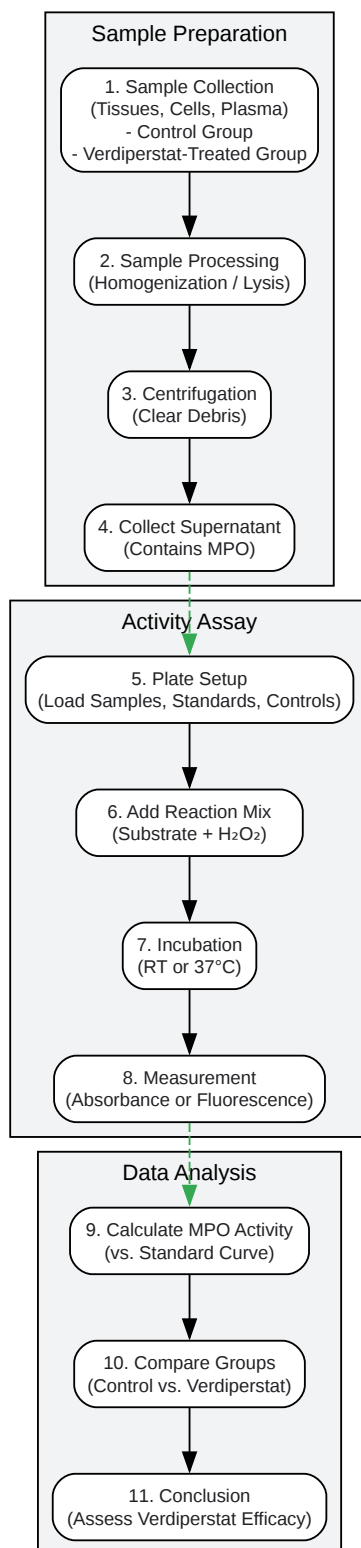 Sample Preparation
1. Sample Collection
(Tissues, Cells, Plasma)
- Control Group
- Verdiperstat-Treated Group
2. Sample Processing
(Homogenization / Lysis)
3. Centrifugation
(Clear Debris)
4. Collect Supernatant
(Contains MPO)
Activity Assay
5. Plate Setup
(Load Samples, Standards, Controls)
6. Add Reaction Mix
(Substrate + H₂O₂)
7. Incubation
(RT or 37°C)
8. Measurement
(Absorbance or Fluorescence)
Data Analysis
9. Calculate MPO Activity
(vs. Standard Curve)
10. Compare Groups
(Control vs. Verdiperstat)
11. Conclusion
(Assess Verdiperstat Efficacy)